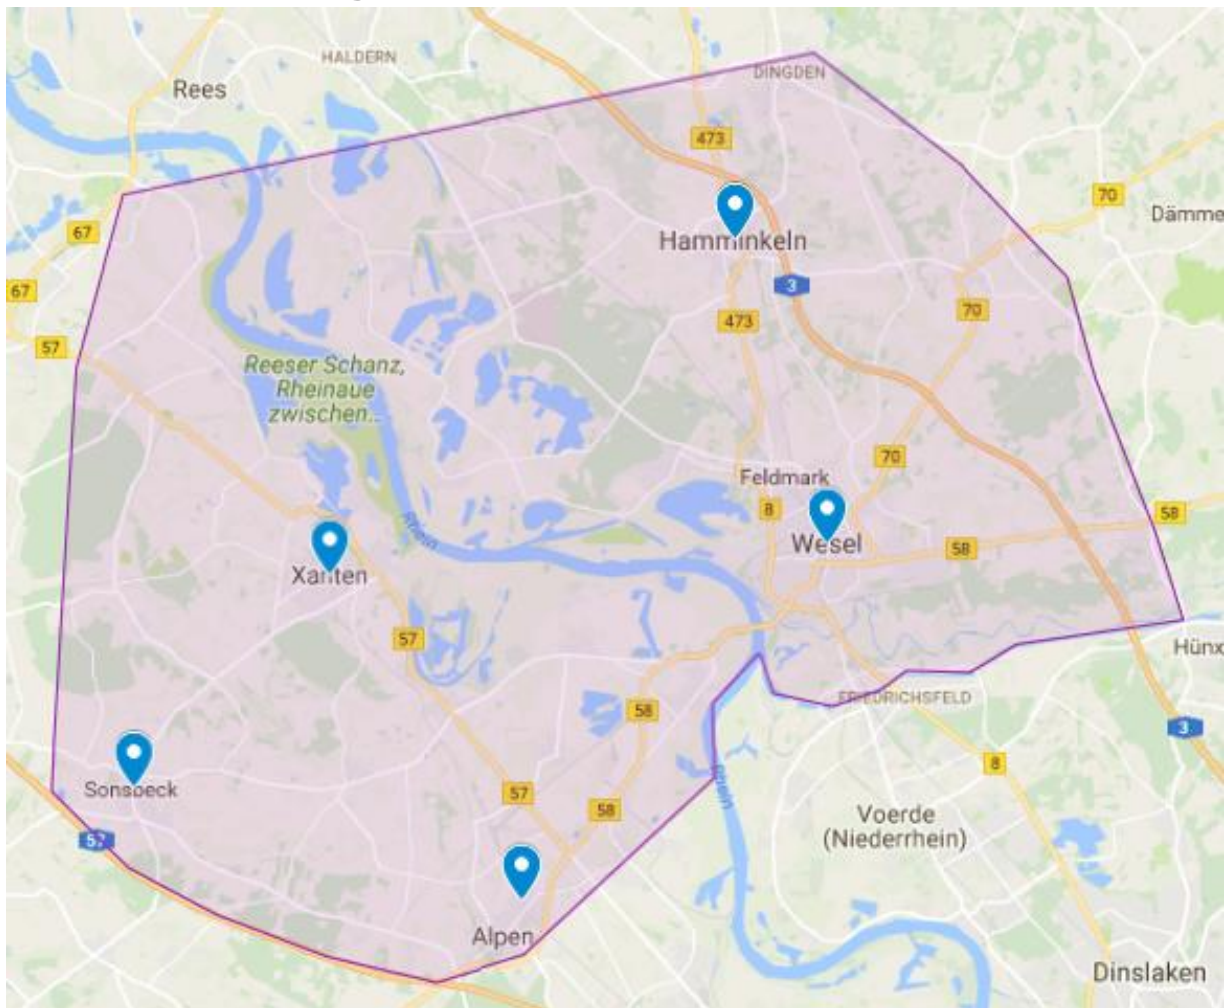 HALDERN
Rees
DINGDEN
473
70
Dämme
67
Hamminkeln
67
3
70
473
57
Reeser Schanz,
Rheinaue
zwischen...
70
Feldmark
8
58
Rhein
Wesel
58
Xanten
57
Hünx
FRIEDRICHSFELD
58
3
8
Sonsbeck
Rhein
57
58
Voerde
(Niederrhein)
57
Alpen
Dinslaken